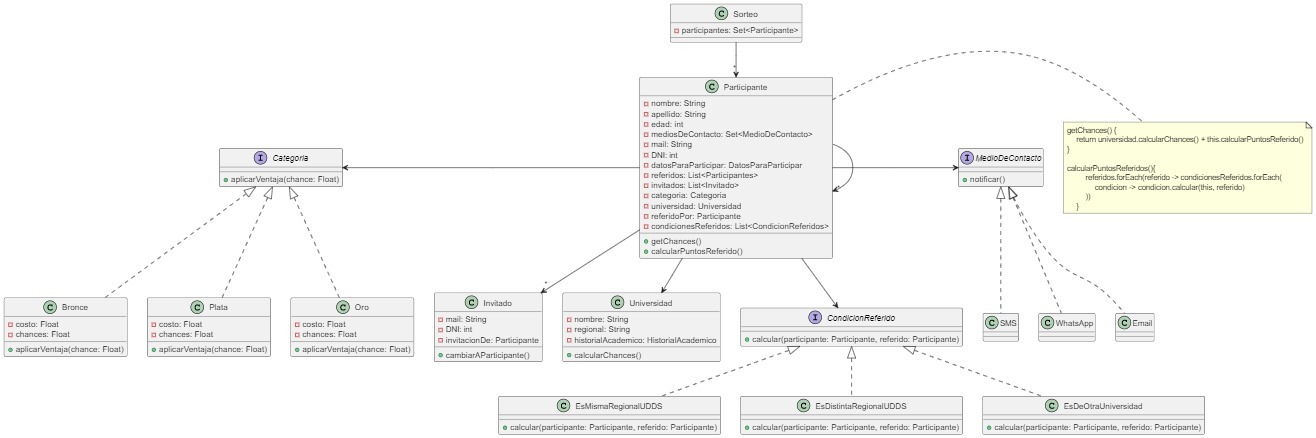 C Sorteo
participantes: Set<Participante>
*
C Participante
nombre: String
apellido: String
edad: int
mediosDeContacto: Set<MedioDeContacto>
mail: String
DNI: int
datosParaParticipar: DatosParaParticipar
referidos: List<Participantes>
invitados: List<Invitado>
categoria: Categoria
universidad: Universidad
referidoPor: Participante
condicionesReferidos: List<CondicionReferidos>
getChances()
calcularPuntosReferido()
getChances() {
return universidad.calcularChances() + this.calcularPuntosReferido()
}
calcularPuntosReferidos(){
referidos.forEach(referido -> condicionesReferidos.forEach(
condicion -> condicion.calcular(this, referido)
))
}
I Categoria
aplicarVentaja(chance: Float)
I MedioDeContacto
notificar()
C Bronce
costo: Float
chances: Float
aplicarVentaja(chance: Float)
C Plata
costo: Float
chances: Float
aplicarVentaja(chance: Float)
C Oro
costo: Float
chances: Float
aplicarVentaja(chance: Float)
*
C Invitado
mail: String
DNI: int
invitacionDe: Participante
cambiarAParticipante()
C Universidad
nombre: String
regional: String
historialAcademico: HistorialAcademico
calcularChances()
I CondicionReferido
calcular(participante: Participante, referido: Participante)
C SMS
C WhatsApp
C Email
C EsMismaRegionalUDDS
calcular(participante: Participante, referido: Participante)
C EsDistintaRegionalUDDS
calcular(participante: Participante, referido: Participante)
C EsDeOtraUniversidad
calcular(participante: Participante, referido: Participante)